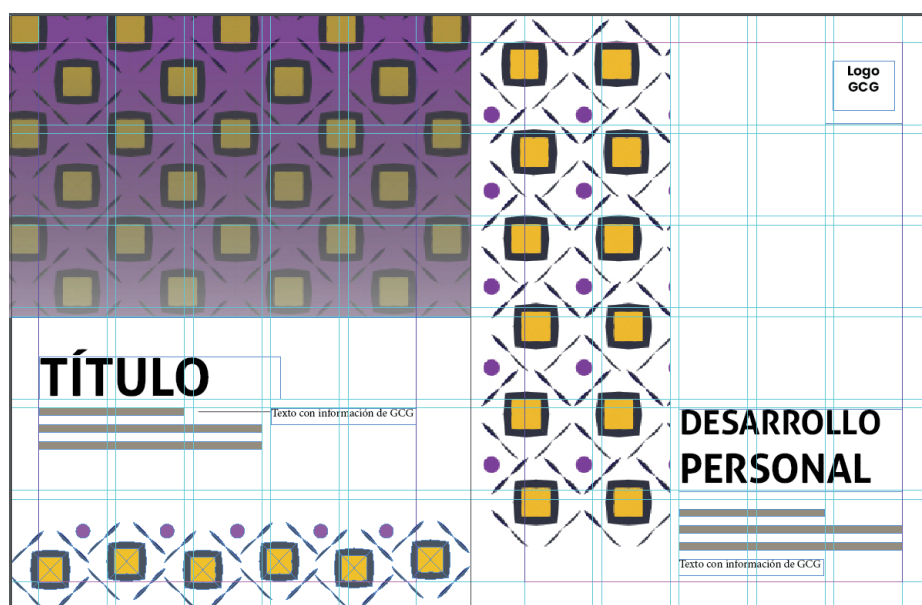 TÍTULO
Texto con información de GCG
Logo
GCG
DESARROLLO
PERSONAL
Texto con información de GCG